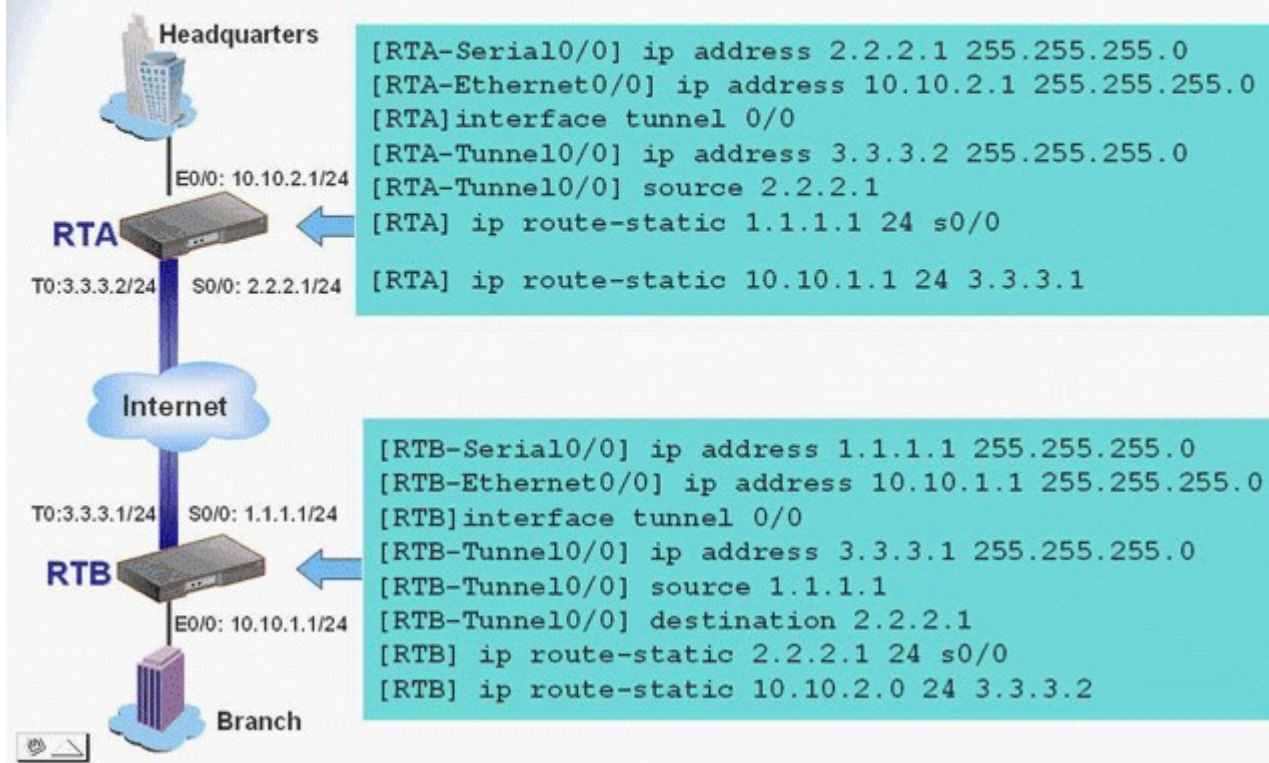 Headquarters
[RTA-Serial0/0] ip address 2.2.2.1 255.255.255.0
[RTA-Ethernet0/0] ip address 10.10.2.1 255.255.255.0
[RTA]interface tunnel 0/0
[RTA-Tunnel0/0] ip address 3.3.3.2 255.255.255.0
[RTA-Tunnel0/0] source 2.2.2.1
[RTA] ip route-static 1.1.1.1 24 s0/0
[RTA] ip route-static 10.10.1.1 24 3.3.3.1
E0/0: 10.10.2.1/24
RTA
T0:3.3.3.2/24
S0/0: 2.2.2.1/24
Internet
[RTB-Serial0/0] ip address 1.1.1.1 255.255.255.0
[RTB-Ethernet0/0] ip address 10.10.1.1 255.255.255.0
[RTB]interface tunnel 0/0
[RTB-Tunnel0/0] ip address 3.3.3.1 255.255.255.0
[RTB-Tunnel0/0] source 1.1.1.1
[RTB-Tunnel0/0] destination 2.2.2.1
[RTB] ip route-static 2.2.2.1 24 s0/0
[RTB] ip route-static 10.10.2.0 24 3.3.3.2
T0:3.3.3.1/24
S0/0: 1.1.1.1/24
RTB
E0/0: 10.10.1.1/24
Branch